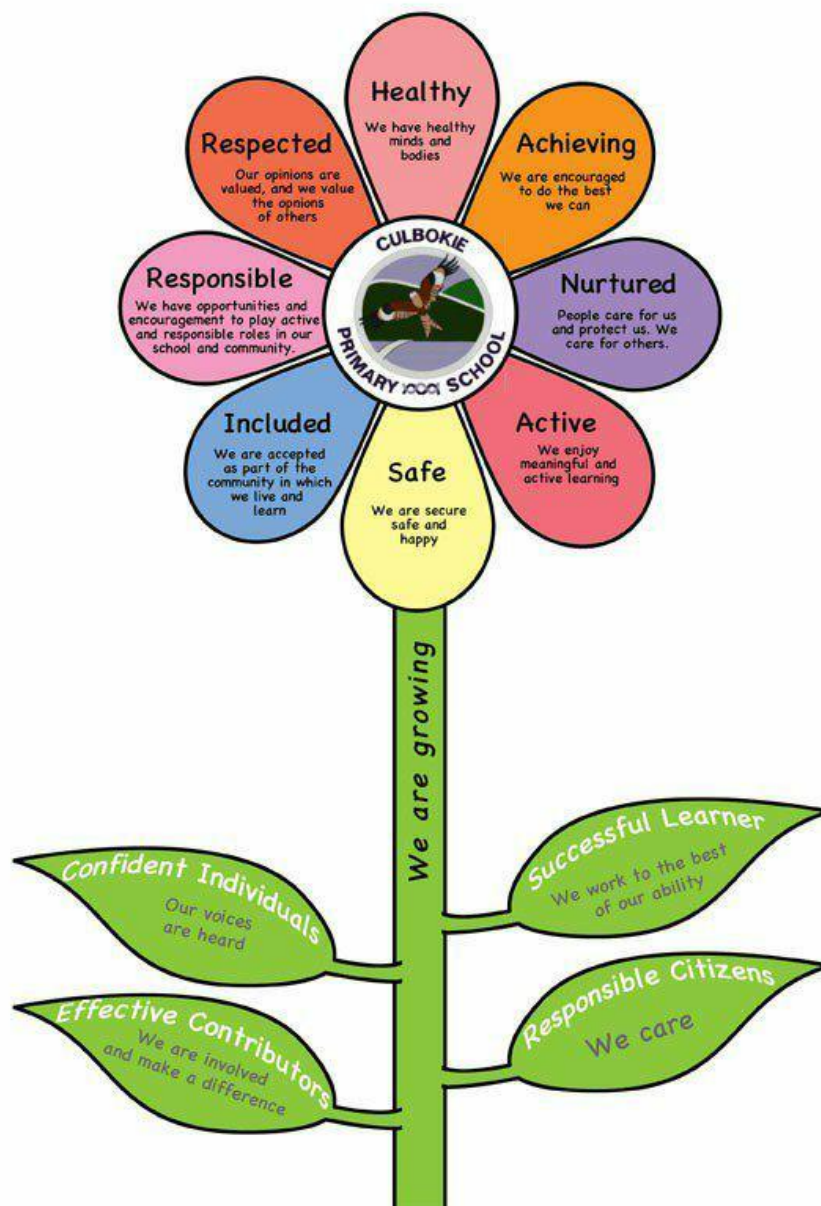 Healthy
We have healthy
minds and
bodies
Achieving
We are encouraged
to do the best
we can
Nurtured
People care for us
and protect us. We
care for others.
Active
We enjoy
meaningful and
active learning
Safe
We are secure
safe and
happy
Included
We are accepted
as part of the
community in which
we live and
learn
Responsible
We have opportunities and
encouragement to play active
and responsible roles in our
school and community.
Respected
Our opinions are
valued, and we value
the opnions
of others
CULBOKIE
PRIMARY SCHOOL
We are growing
Confident Individuals
Our voices
are heard
Successful Learner
We work to the best
of our ability
Effective Contributors
We are involved
and make a difference
Responsible Citizens
We care